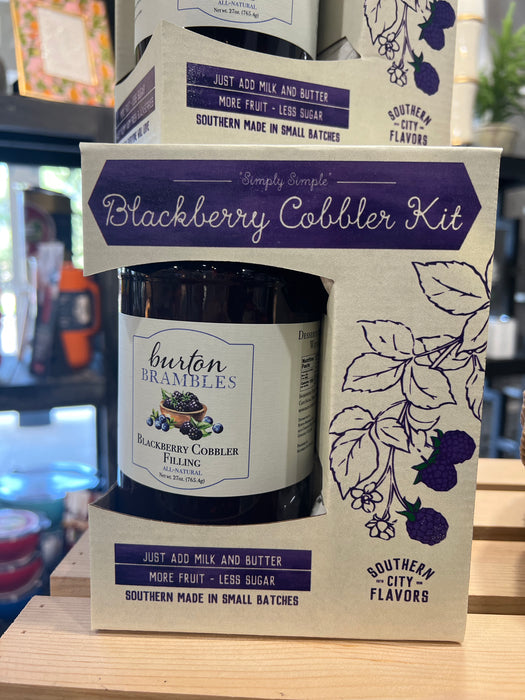 ALL-NATURAL
Net wt. 27oz. (765.4g)
JUST ADD MILK AND BUTTER
MORE FRUIT - LESS SUGAR
SOUTHERN MADE IN SMALL BATCHES
SOUTHERN
CITY
FLAVORS
"Simply Simple"
Blackberry Cobbler Kit
burton
BRAMBLES
BLACKBERRY COBBLER
FILLING
ALL-NATURAL
Net wt. 27oz. (765.4g)
JUST ADD MILK AND BUTTER
MORE FRUIT - LESS SUGAR
SOUTHERN MADE IN SMALL BATCHES
SOUTHERN
CITY
FLAVORS